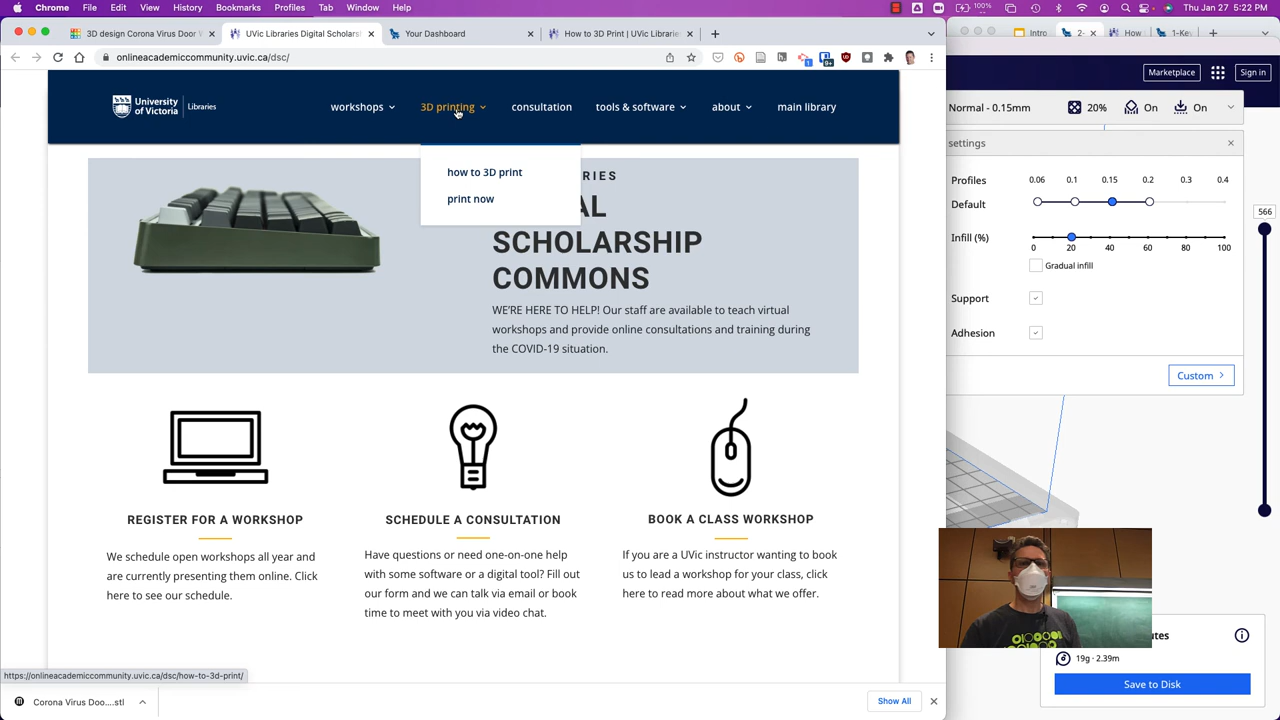 Chrome File Edit View History Bookmarks Profiles Tab Window Help
100%
Jan 17 5:22 PM
3D design Corona Virus Door
UVic Libraries Digital Scholars
Your Dashboard
How to 3D Print | UVic Libraries
Intro
2-
How
1-Key
onlineacademiccommunity.uvic.ca/dsc/
Marketplace
Sign in
University
of Victoria
Libraries
workshops
3D printing
consultation
tools & software
about
main library
Normal - 0.15mm
20%
On
On
how to 3D print
print now
RIES
AL
SCHOLARSHIP
COMMONS
WE'RE HERE TO HELP! Our staff are available to teach virtual
workshops and provide online consultations and training during
the COVID-19 situation.
settings
Profiles
0.06 0.1 0.15 0.2 0.3 0.4
Default
566
Infill (%)
0 20 40 60 80 100
Gradual infill
Support
Adhesion
Custom
REGISTER FOR A WORKSHOP
We schedule open workshops all year and
are currently presenting them online. Click
here to see our schedule.
SCHEDULE A CONSULTATION
Have questions or need one-on-one help
with some software or a digital tool? Fill out
our form and we can talk via email or book
time to meet with you via video chat.
BOOK A CLASS WORKSHOP
If you are a UVic instructor wanting to book
us to lead a workshop for your class, click
here to read more about what we offer.
utes
19g · 2.39m
Save to Disk
https://onlineacademiccommunity.uvic.ca/dsc/how-to-3d-print/
Corona Virus Doo....stl
Show All